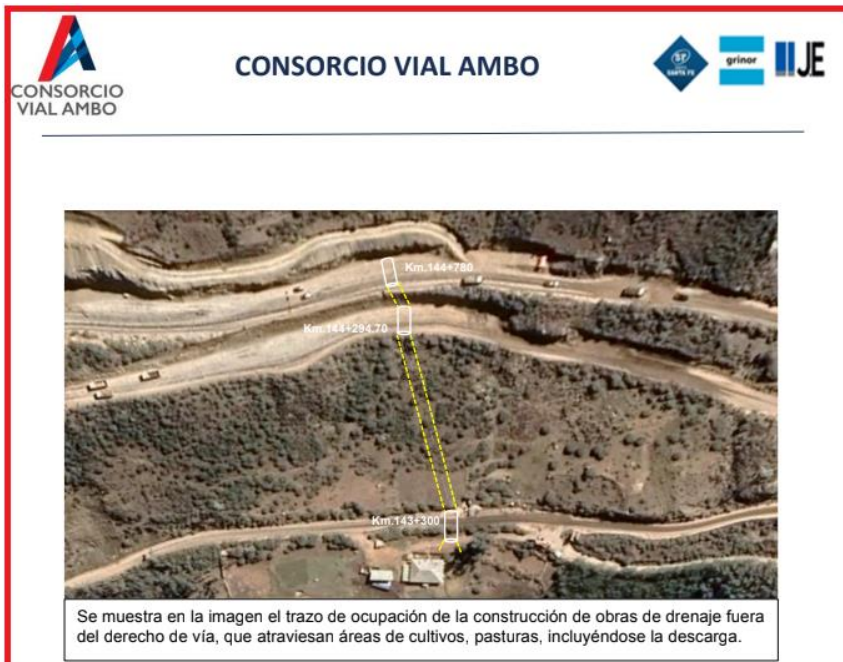 CONSORCIO
VIAL AMBO
CONSORCIO VIAL AMBO
SANTA FE
grinor
JE
Km.144+780
Km.144+294.70
Km.143+300
Se muestra en la imagen el trazo de ocupación de la construcción de obras de drenaje fuera
del derecho de vía, que atraviesan áreas de cultivos, pasturas, incluyéndose la descarga.